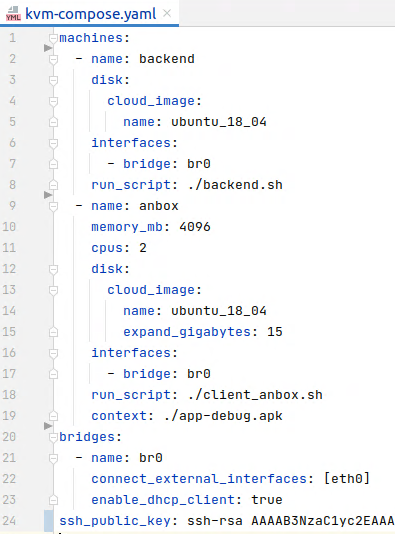 kvm-compose.yaml
1 machines:
2   - name: backend
3     disk:
4       cloud_image:
5         name: ubuntu_18_04
6     interfaces:
7       - bridge: br0
8     run_script: ./backend.sh
9   - name: anbox
10     memory_mb: 4096
11     cpus: 2
12     disk:
13       cloud_image:
14         name: ubuntu_18_04
15         expand_gigabytes: 15
16     interfaces:
17       - bridge: br0
18     run_script: ./client_anbox.sh
19     context: ./app-debug.apk
20 bridges:
21   - name: br0
22     connect_external_interfaces: [eth0]
23     enable_dhcp_client: true
24 ssh_public_key: ssh-rsa AAAAB3NzaC1yc2EAAA